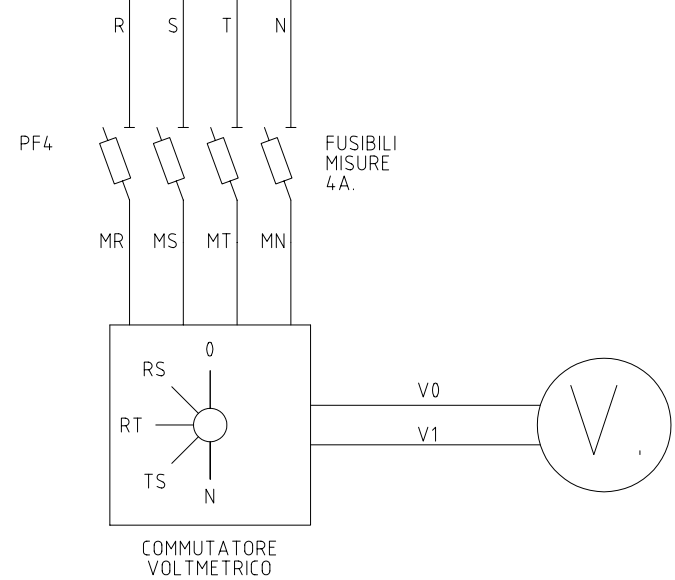 R S T N
PF4
FUSIBILI
MISURE
4A.
MR MS MT MN
0
RS
RT
TS
N
V0
V1
V
COMMUTATORE
VOLTMETRICO